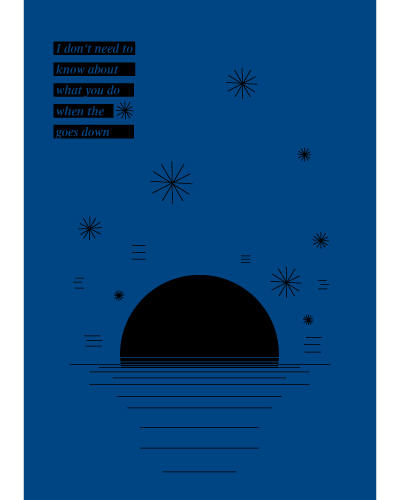 I don't need to
know about
what you do
when the
goes down